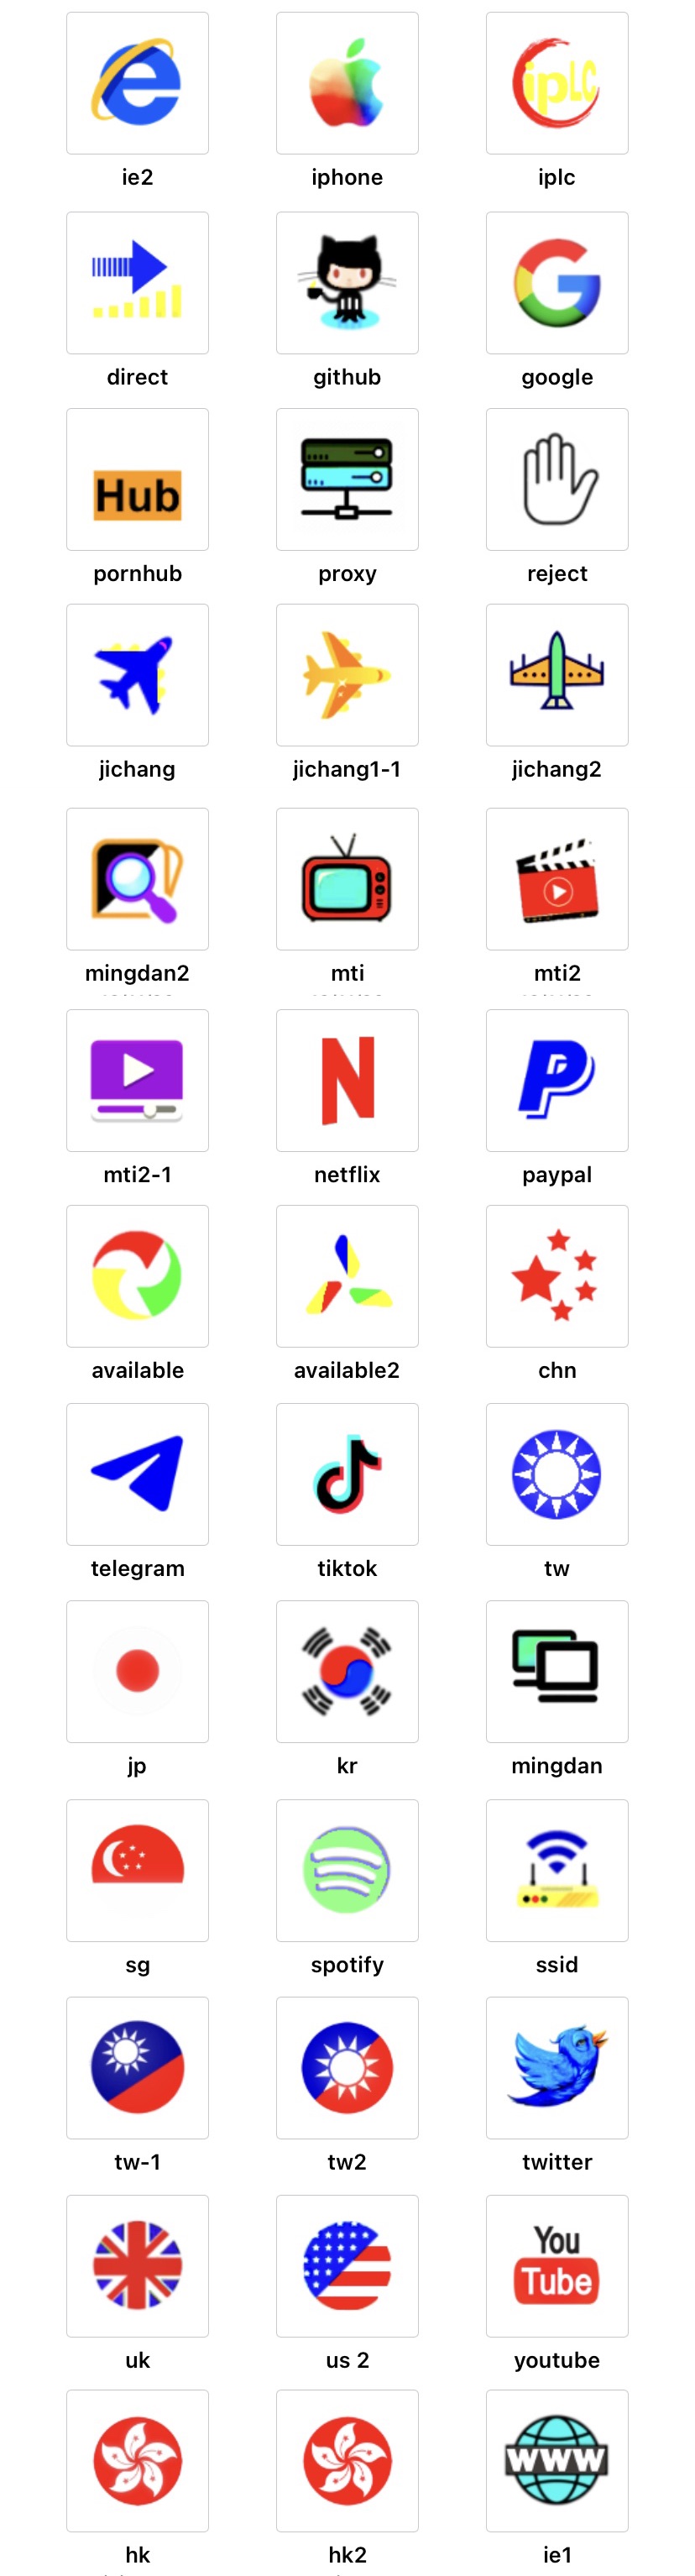 iplc
ie2 iphone iplc
direct github google
Hub
pornhub proxy reject
jichang jichang1-1 jichang2
mingdan2 mti mti2
N P
mti2-1 netflix paypal
available available2 chn
telegram tiktok tw
jp kr mingdan
sg spotify ssid
tw-1 tw2 twitter
You
Tube
uk us 2 youtube
WWW
hk hk2 ie1